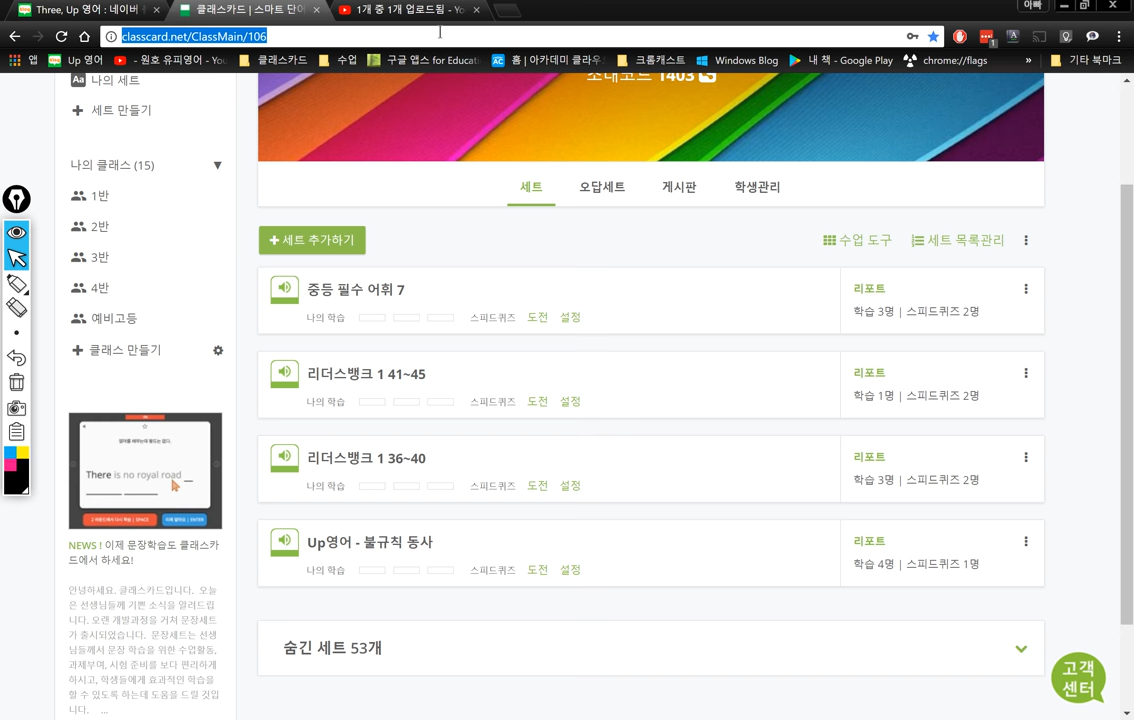 Three, Up 영어 : 네이버
클래스카드 | 스마트 단어
1개 중 1개 업로드됨 - Yo
아빠
classcard.net/ClassMain/106
앱
Up 영어
- 원호 유피영어 - You
클래스카드
수업
구글 앱스 for Educati
홈 | 아카데미 클라우
크롬캐스트
Windows Blog
내 책 - Google Play
chrome://flags
»
기타 북마크
Aa 나의 세트
+ 세트 만들기
나의 클래스 (15) ▼
1반
2반
3반
4반
예비고등
+ 클래스 만들기
There is no royal road
NEWS ! 이제 문장학습도 클래스카
드에서 하세요!
안녕하세요. 클래스카드입니다. 오늘
은 선생님들께 기쁜 소식을 알려드립
니다. 오랜 개발과정을 거쳐 문장세트
가 출시되었습니다. 문장세트는 선생
님들께서 문장 학습을 위한 수업활동,
과제부여, 시험 준비를 보다 편리하게
하시고, 학생들에게 효과적인 학습을
할 수 있도록 하는데 도움을 드릴 것입
니다. ...
초대코드 1403
세트
오답세트
게시판
학생관리
+ 세트 추가하기
수업 도구
세트 목록관리
중등 필수 어휘 7
나의 학습
스피드퀴즈 도전 설정
리포트
학습 3명 | 스피드퀴즈 2명
리더스뱅크 1 41~45
나의 학습
스피드퀴즈 도전 설정
리포트
학습 1명 | 스피드퀴즈 2명
리더스뱅크 1 36~40
나의 학습
스피드퀴즈 도전 설정
리포트
학습 3명 | 스피드퀴즈 2명
Up영어 - 불규칙 동사
나의 학습
스피드퀴즈 도전 설정
리포트
학습 4명 | 스피드퀴즈 1명
숨긴 세트 53개
고객
센터